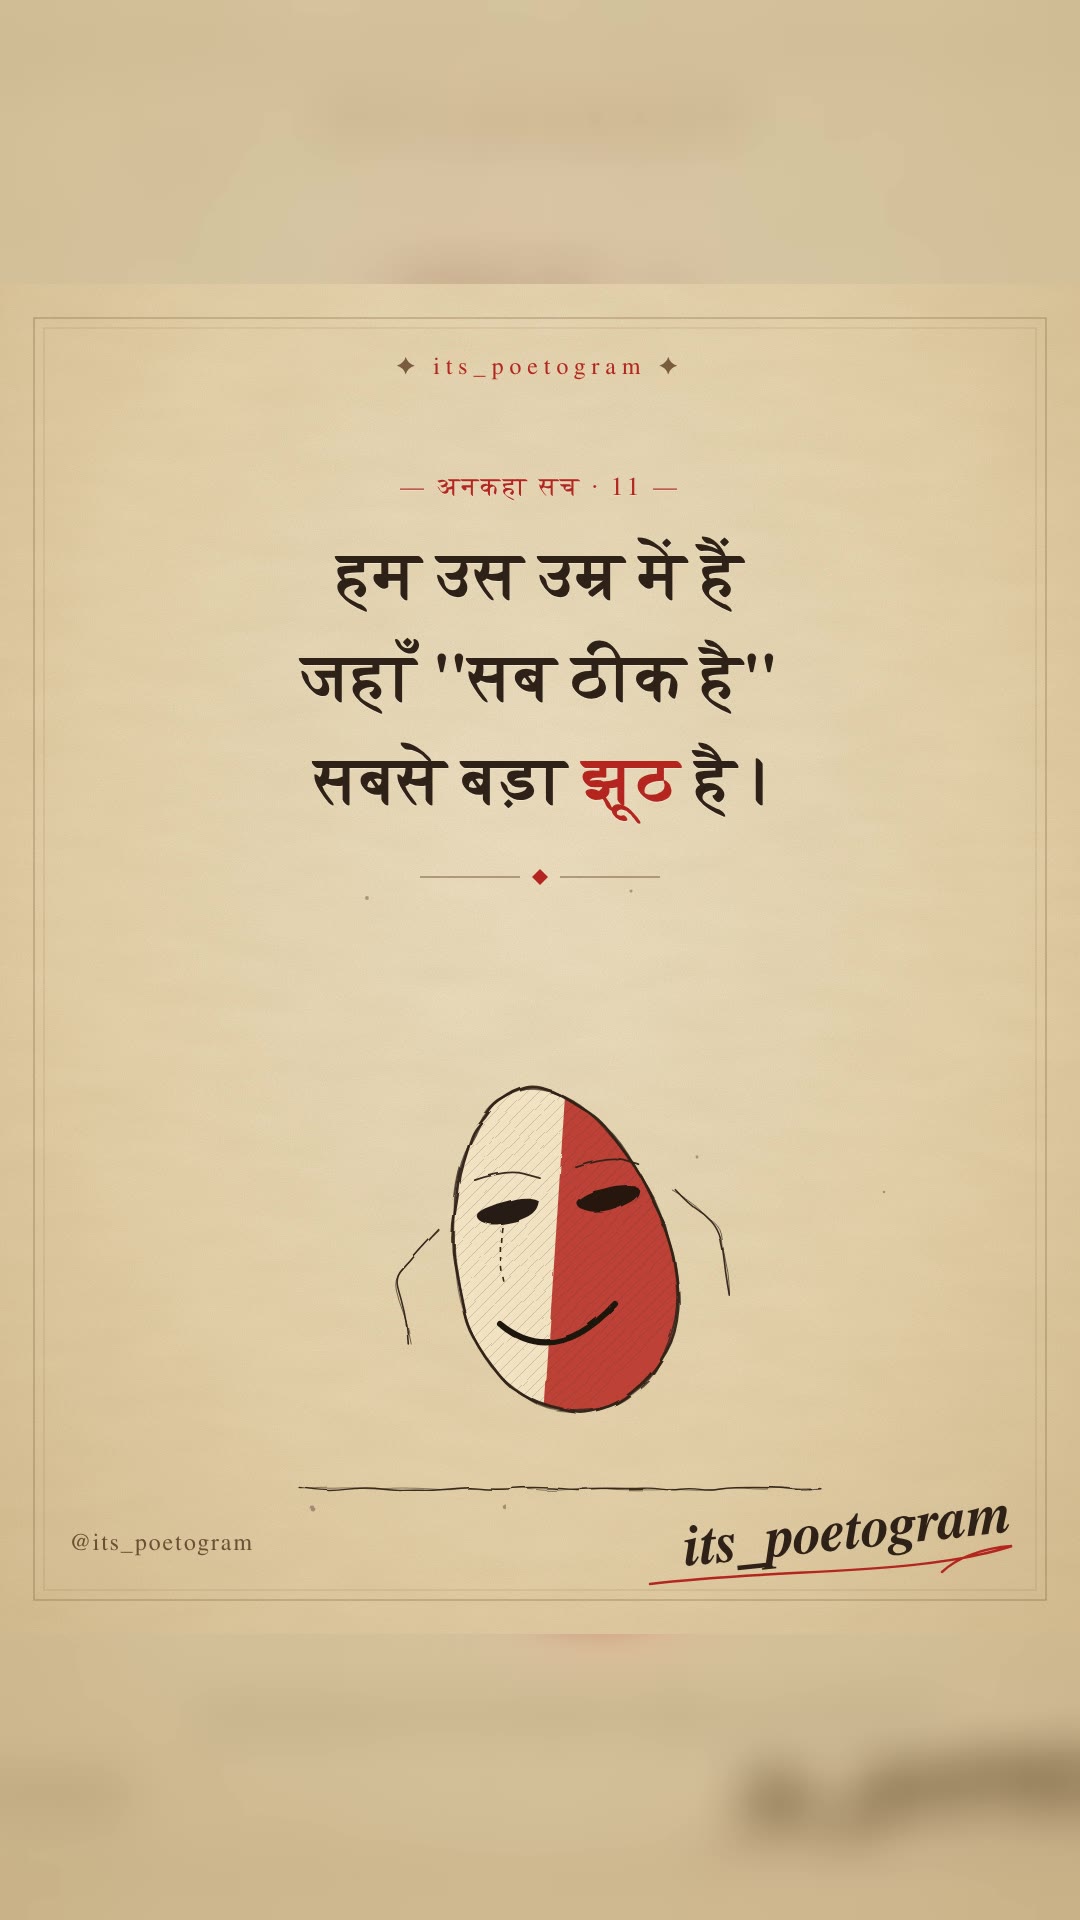 ✦ its_poetogram ✦
— अनकहा सच · 11 —
हम उस उम्र में हैं
जहाँ "सब ठीक है"
सबसे बड़ा झूठ है।
@its_poetogram
its_poetogram